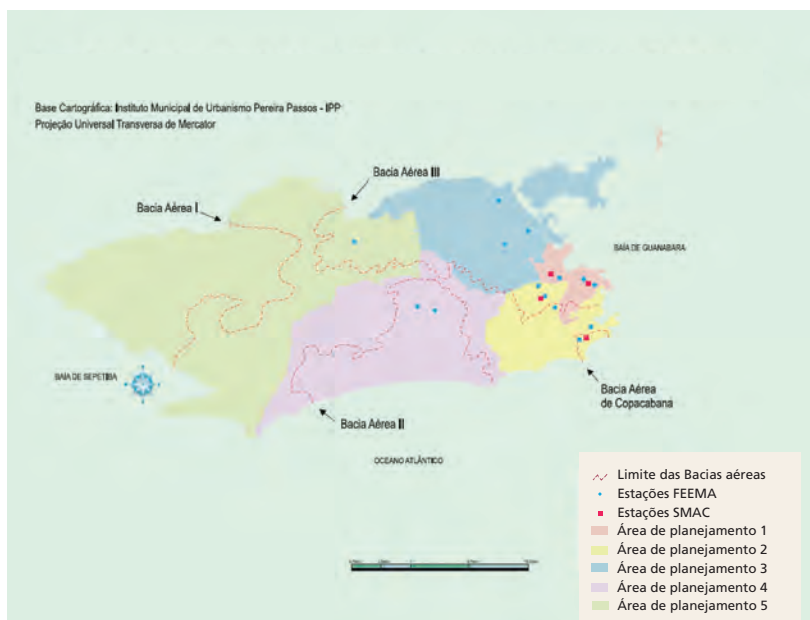 Base Cartográfica: Instituto Municipal de Urbanismo Pereira Passos - IPP
Projeção Universal Transversa de Mercator
Bacia Aérea III
Bacia Aérea I
BAÍA DE GUANABARA
BAÍA DE SEPETIBA
Bacia Aérea
de Copacabana
Bacia Aérea II
OCEANO ATLÂNTICO
Limite das Bacias aéreas
Estações FEEMA
Estações SMAC
Área de planejamento 1
Área de planejamento 2
Área de planejamento 3
Área de planejamento 4
Área de planejamento 5